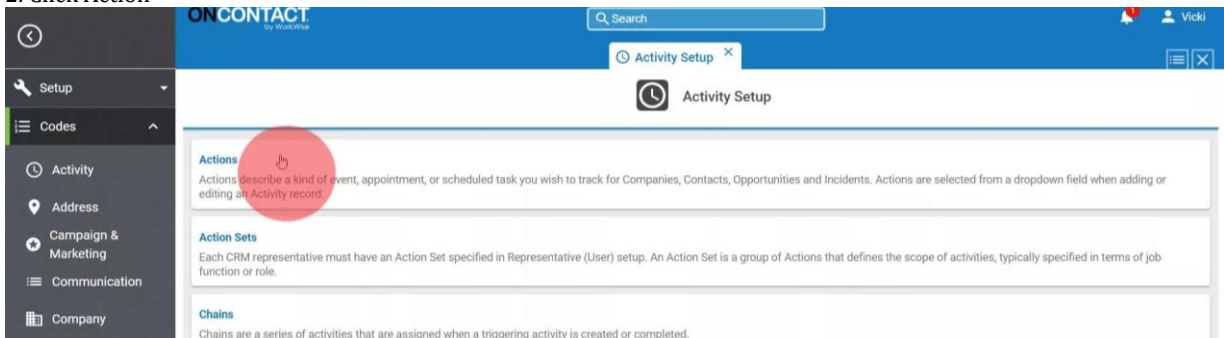 2. Click Action
ONCONTACT
by WorkWise
Search
Vicki
Activity Setup
Setup
Activity Setup
Codes
Activity
Address
Campaign &
Marketing
Communication
Company
Actions
Actions describe a kind of event, appointment, or scheduled task you wish to track for Companies, Contacts, Opportunities and Incidents. Actions are selected from a dropdown field when adding or
editing an Activity record.
Action Sets
Each CRM representative must have an Action Set specified in Representative (User) setup. An Action Set is a group of Actions that defines the scope of activities, typically specified in terms of job
function or role.
Chains
Chains are a series of activities that are assigned when a triggering activity is created or completed.